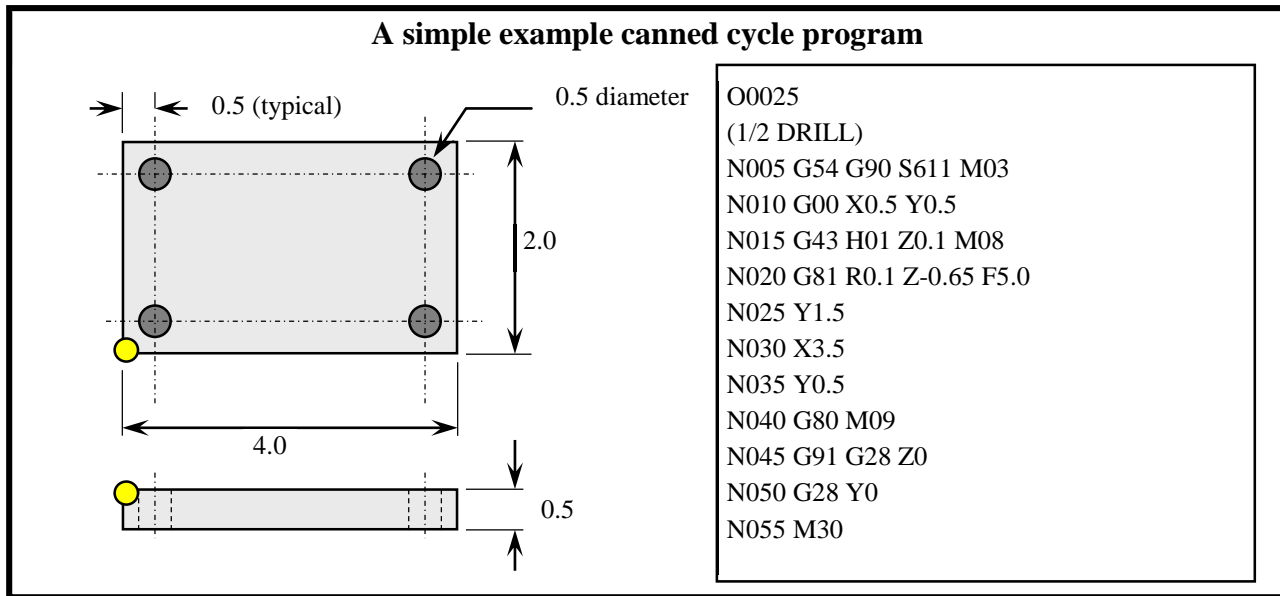 A simple example canned cycle program
0.5 (typical)
0.5 diameter
2.0
4.0
0.5
O0025
(1/2 DRILL)
N005 G54 G90 S611 M03
N010 G00 X0.5 Y0.5
N015 G43 H01 Z0.1 M08
N020 G81 R0.1 Z-0.65 F5.0
N025 Y1.5
N030 X3.5
N035 Y0.5
N040 G80 M09
N045 G91 G28 Z0
N050 G28 Y0
N055 M30